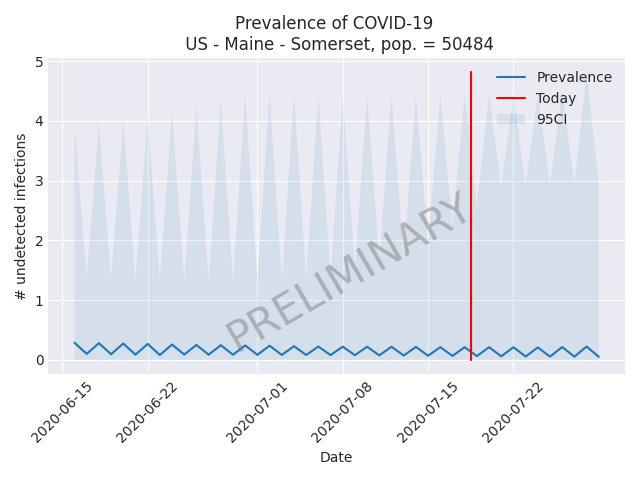 Prevalence of COVID-19
US - Maine - Somerset, pop. = 50484
5
4
3
2
1
0
# undetected infections
Prevalence
Today
95CI
PRELIMINARY
2020-06-15
2020-06-22
2020-07-01
2020-07-08
2020-07-15
2020-07-22
Date